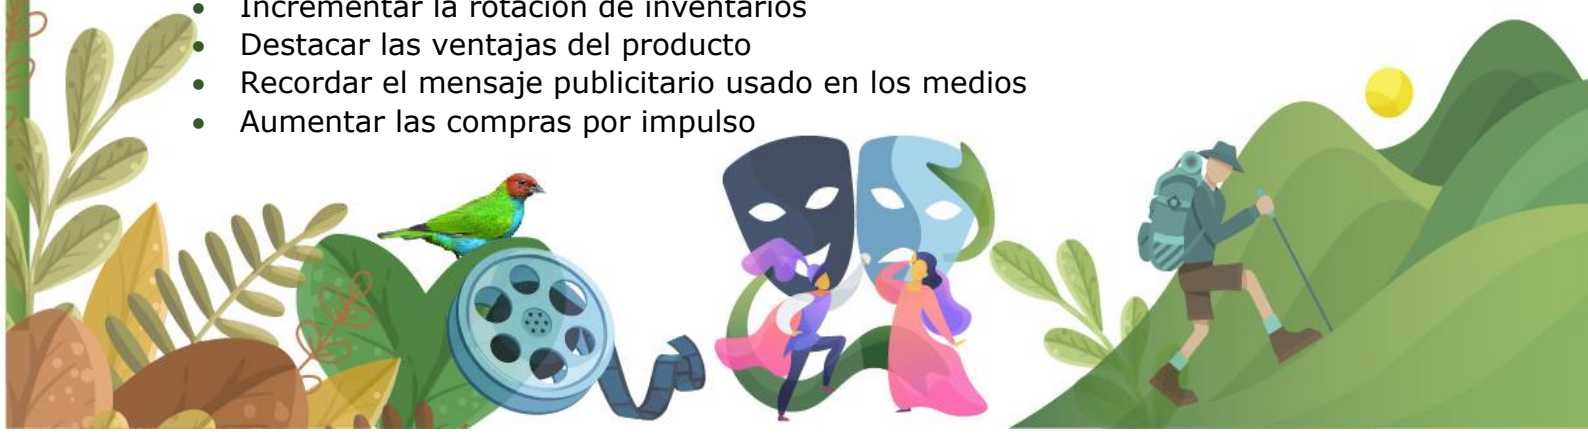 Incrementar la rotación de inventarios
Destacar las ventajas del producto
Recordar el mensaje publicitario usado en los medios
Aumentar las compras por impulso